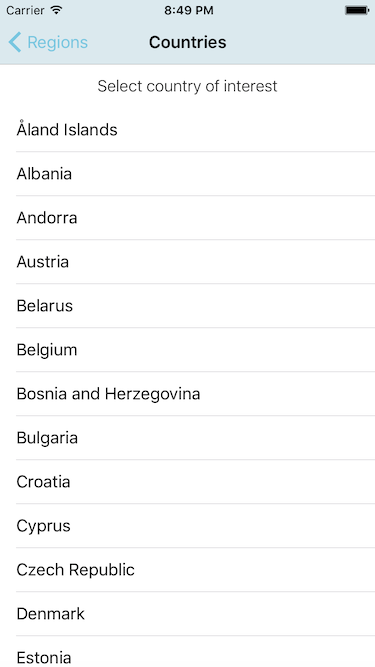 Carrier 8:49 PM
Regions Countries
Select country of interest
Åland Islands
Albania
Andorra
Austria
Belarus
Belgium
Bosnia and Herzegovina
Bulgaria
Croatia
Cyprus
Czech Republic
Denmark
Estonia